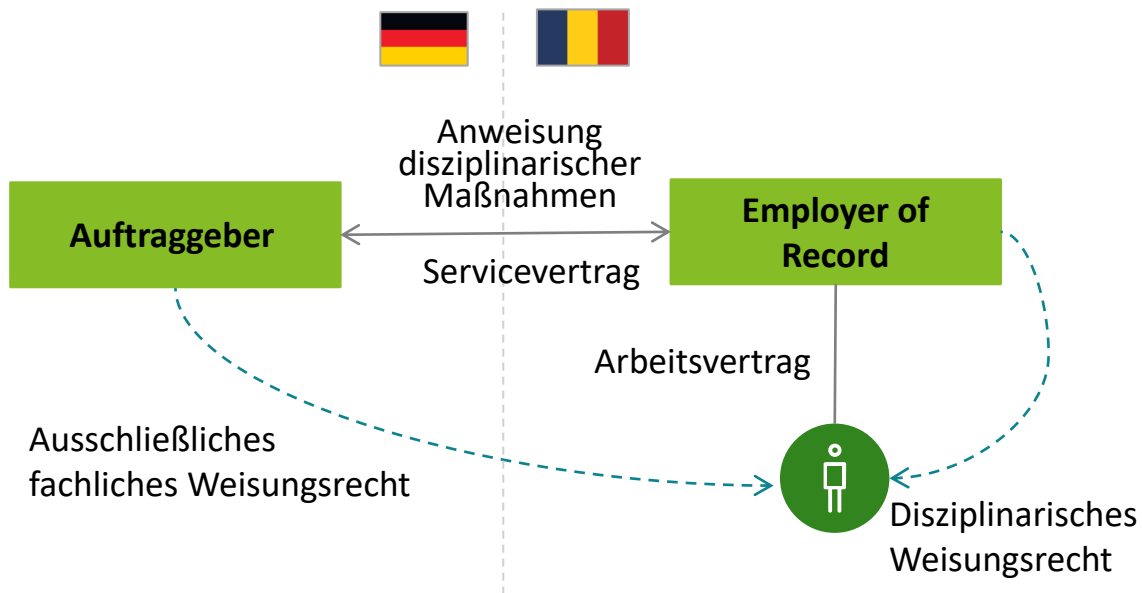 Anweisung
disziplinarischer
Maßnahmen
Auftraggeber
Employer of
Record
Servicevertrag
Arbeitsvertrag
Ausschließliches
fachliches Weisungsrecht
Disziplinarisches
Weisungsrecht